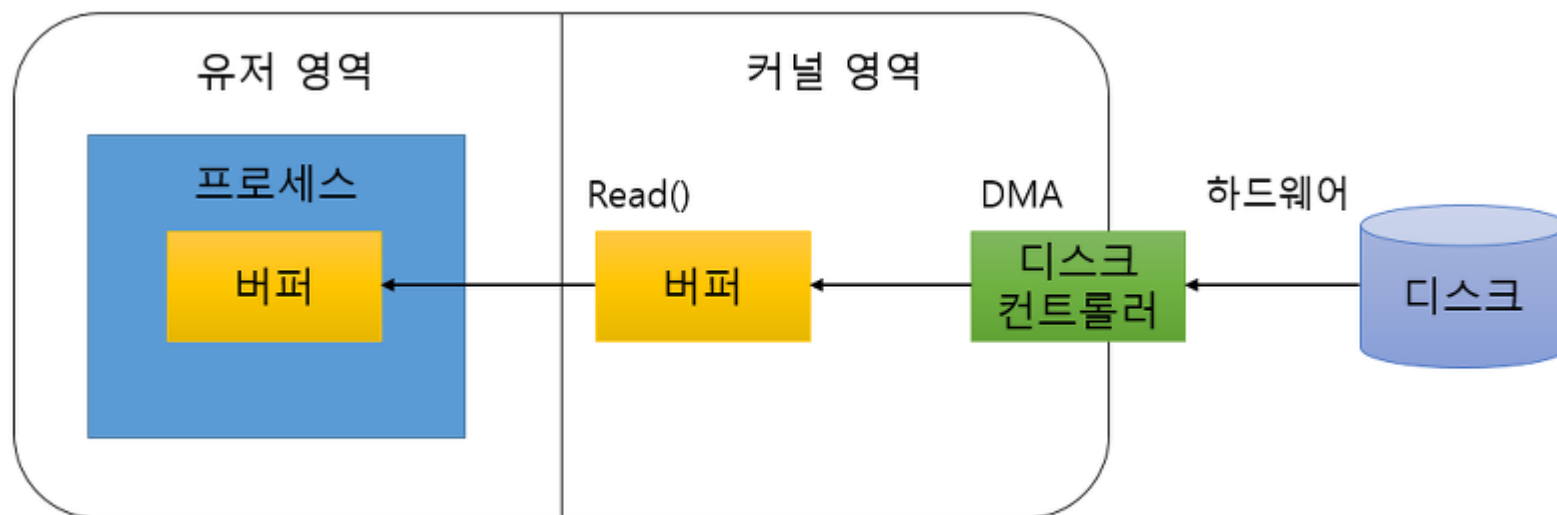 유저 영역
커널 영역
프로세스
버퍼
Read()
버퍼
DMA
디스크
컨트롤러
하드웨어
디스크